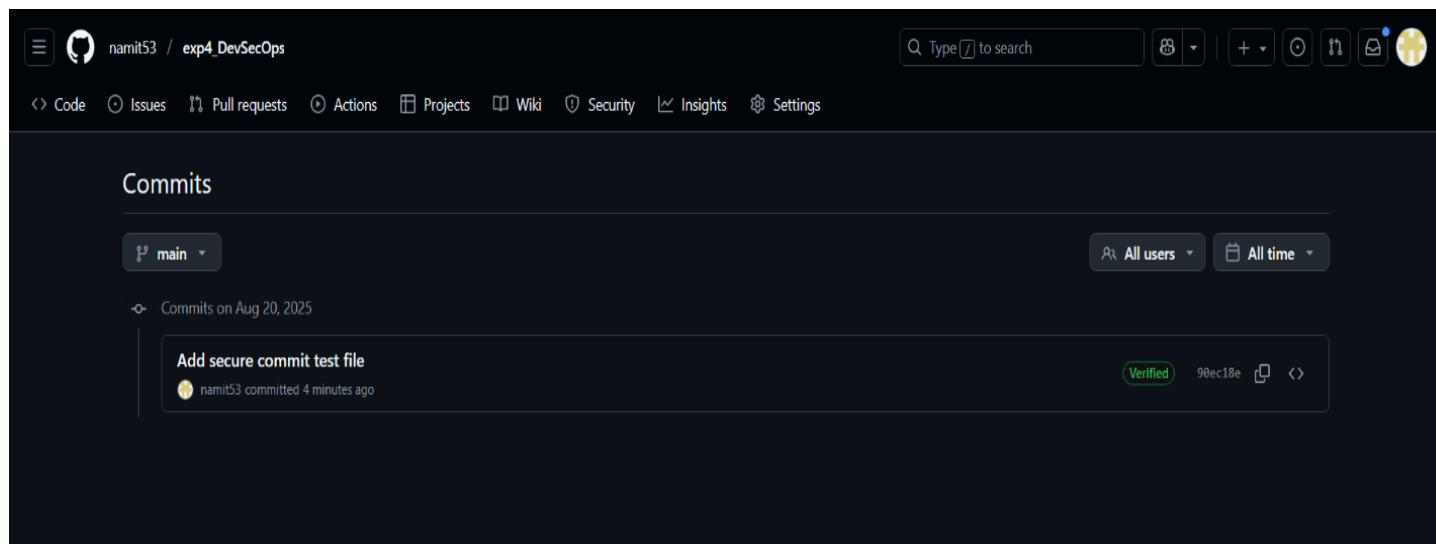 namit53 / exp4_DevSecOps
Type / to search
Code Issues Pull requests Actions Projects Wiki Security Insights Settings
Commits
main
All users All time
Commits on Aug 20, 2025
Add secure commit test file
Verified 90ec18e
namit53 committed 4 minutes ago